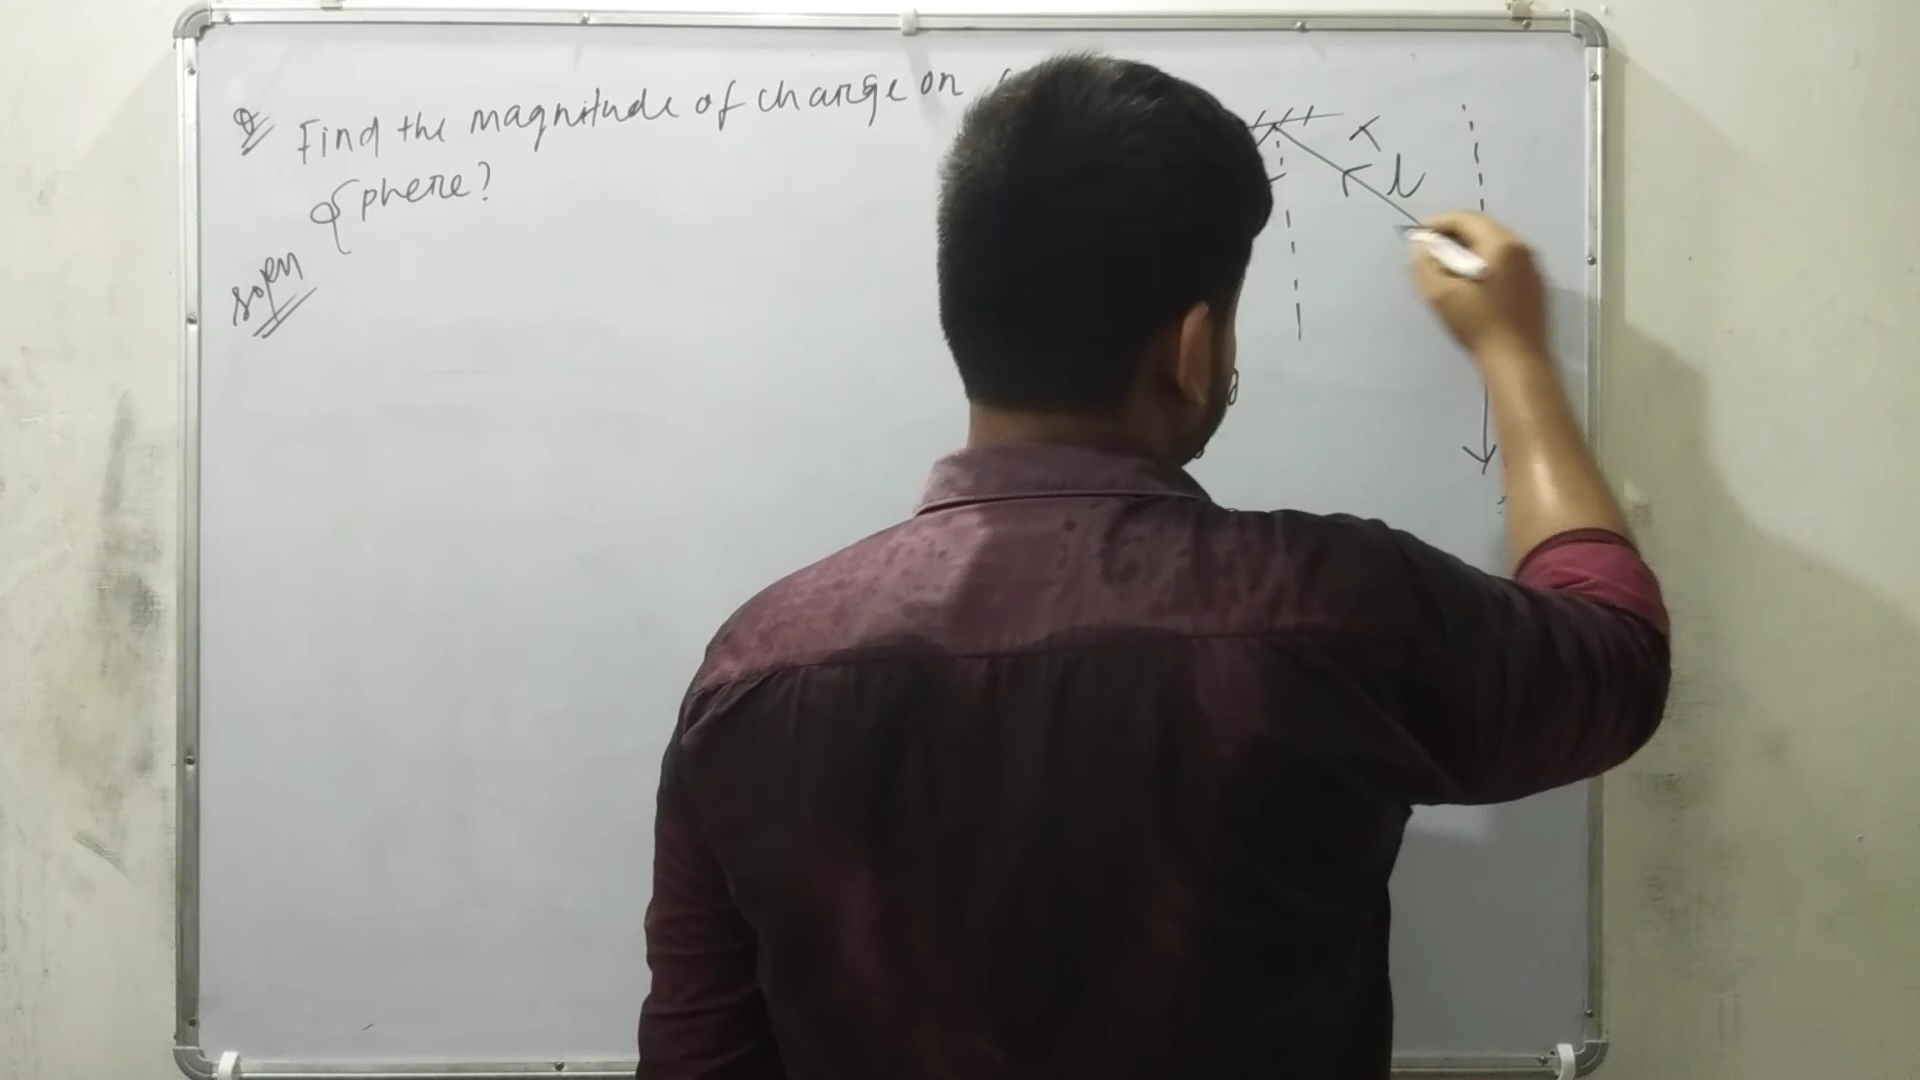 Q
Find the magnitude of charge on
Sphere?
soln
T
l